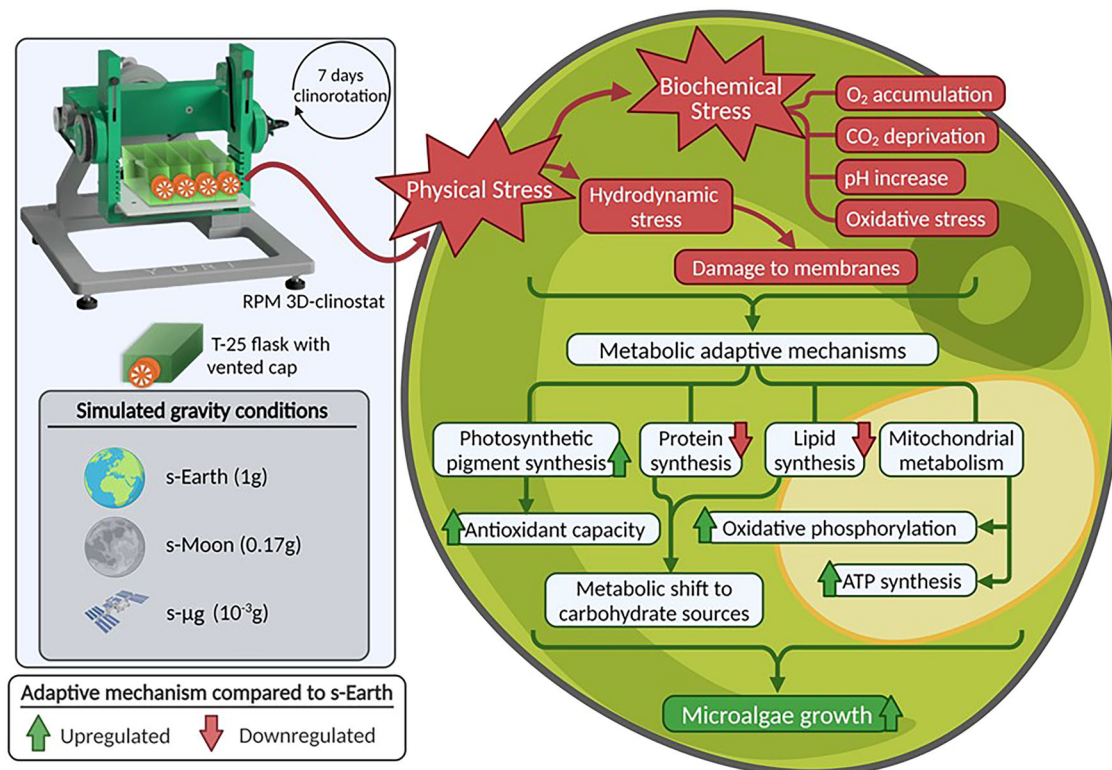 7 days
clinorotation
YURI
RPM 3D-clinostat
T-25 flask with
vented cap
Simulated gravity conditions
s-Earth (1g)
s-Moon (0.17g)
s-µg (10⁻³g)
Adaptive mechanism compared to s-Earth
Upregulated
Downregulated
Physical Stress
Biochemical
Stress
O₂ accumulation
CO₂ deprivation
pH increase
Oxidative stress
Hydrodynamic
stress
Damage to membranes
Metabolic adaptive mechanisms
Photosynthetic
pigment synthesis
Protein
synthesis
Lipid
synthesis
Mitochondrial
metabolism
Antioxidant capacity
Oxidative phosphorylation
ATP synthesis
Metabolic shift to
carbohydrate sources
Microalgae growth